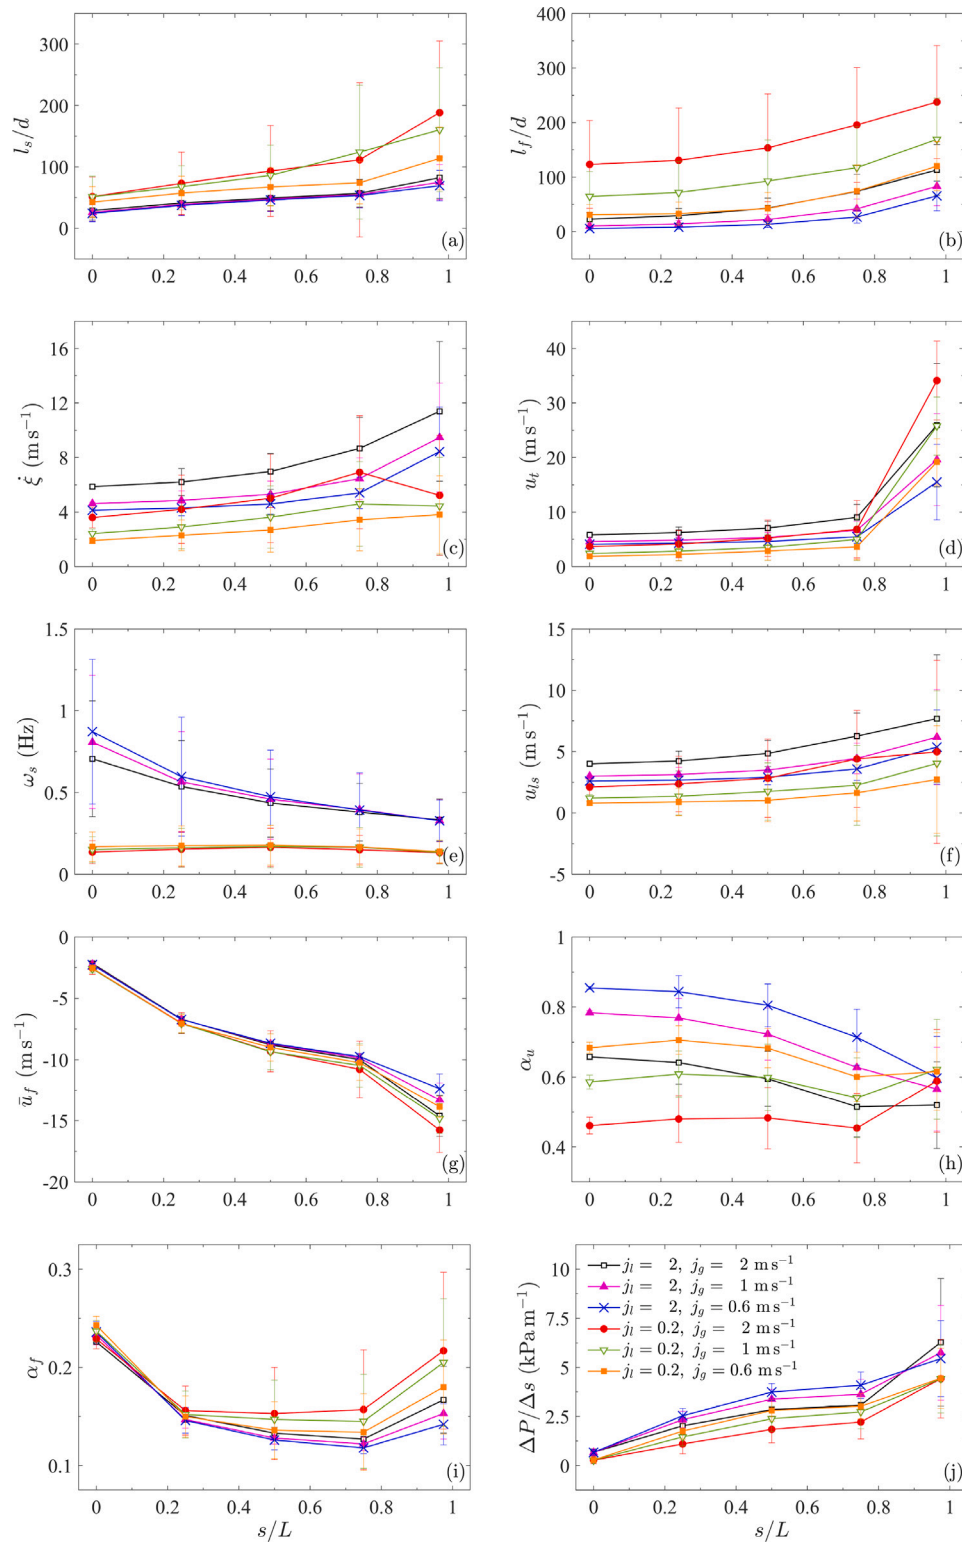 300
200
100
0
l_s/d
(a)
0 0.2 0.4 0.6 0.8 1
400
300
200
100
0
l_f/d
(b)
0 0.2 0.4 0.6 0.8 1
16
12
8
4
0
ξ̇ (m s⁻¹)
(c)
0 0.2 0.4 0.6 0.8 1
40
30
20
10
0
u_t (m s⁻¹)
(d)
0 0.2 0.4 0.6 0.8 1
1.5
1
0.5
0
ω_s (Hz)
(e)
0 0.2 0.4 0.6 0.8 1
15
10
5
0
-5
u_ls (m s⁻¹)
(f)
0 0.2 0.4 0.6 0.8 1
0
-5
-10
-15
-20
ū_f (m s⁻¹)
(g)
0 0.2 0.4 0.6 0.8 1
1
0.8
0.6
0.4
α_u
(h)
0 0.2 0.4 0.6 0.8 1
0.3
0.2
0.1
α_f
(i)
0 0.2 0.4 0.6 0.8 1
s/L
10
7.5
5
2.5
0
ΔP/Δs (kPa m⁻¹)
j_l = 2, j_g = 2 m s⁻¹
j_l = 2, j_g = 1 m s⁻¹
j_l = 2, j_g = 0.6 m s⁻¹
j_l = 0.2, j_g = 2 m s⁻¹
j_l = 0.2, j_g = 1 m s⁻¹
j_l = 0.2, j_g = 0.6 m s⁻¹
(j)
0 0.2 0.4 0.6 0.8 1
s/L